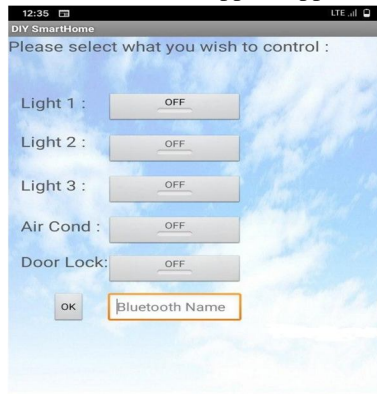 12:35 LTE
DIY SmartHome
Please select what you wish to control :
Light 1 : OFF
Light 2 : OFF
Light 3 : OFF
Air Cond : OFF
Door Lock: OFF
OK Bluetooth Name